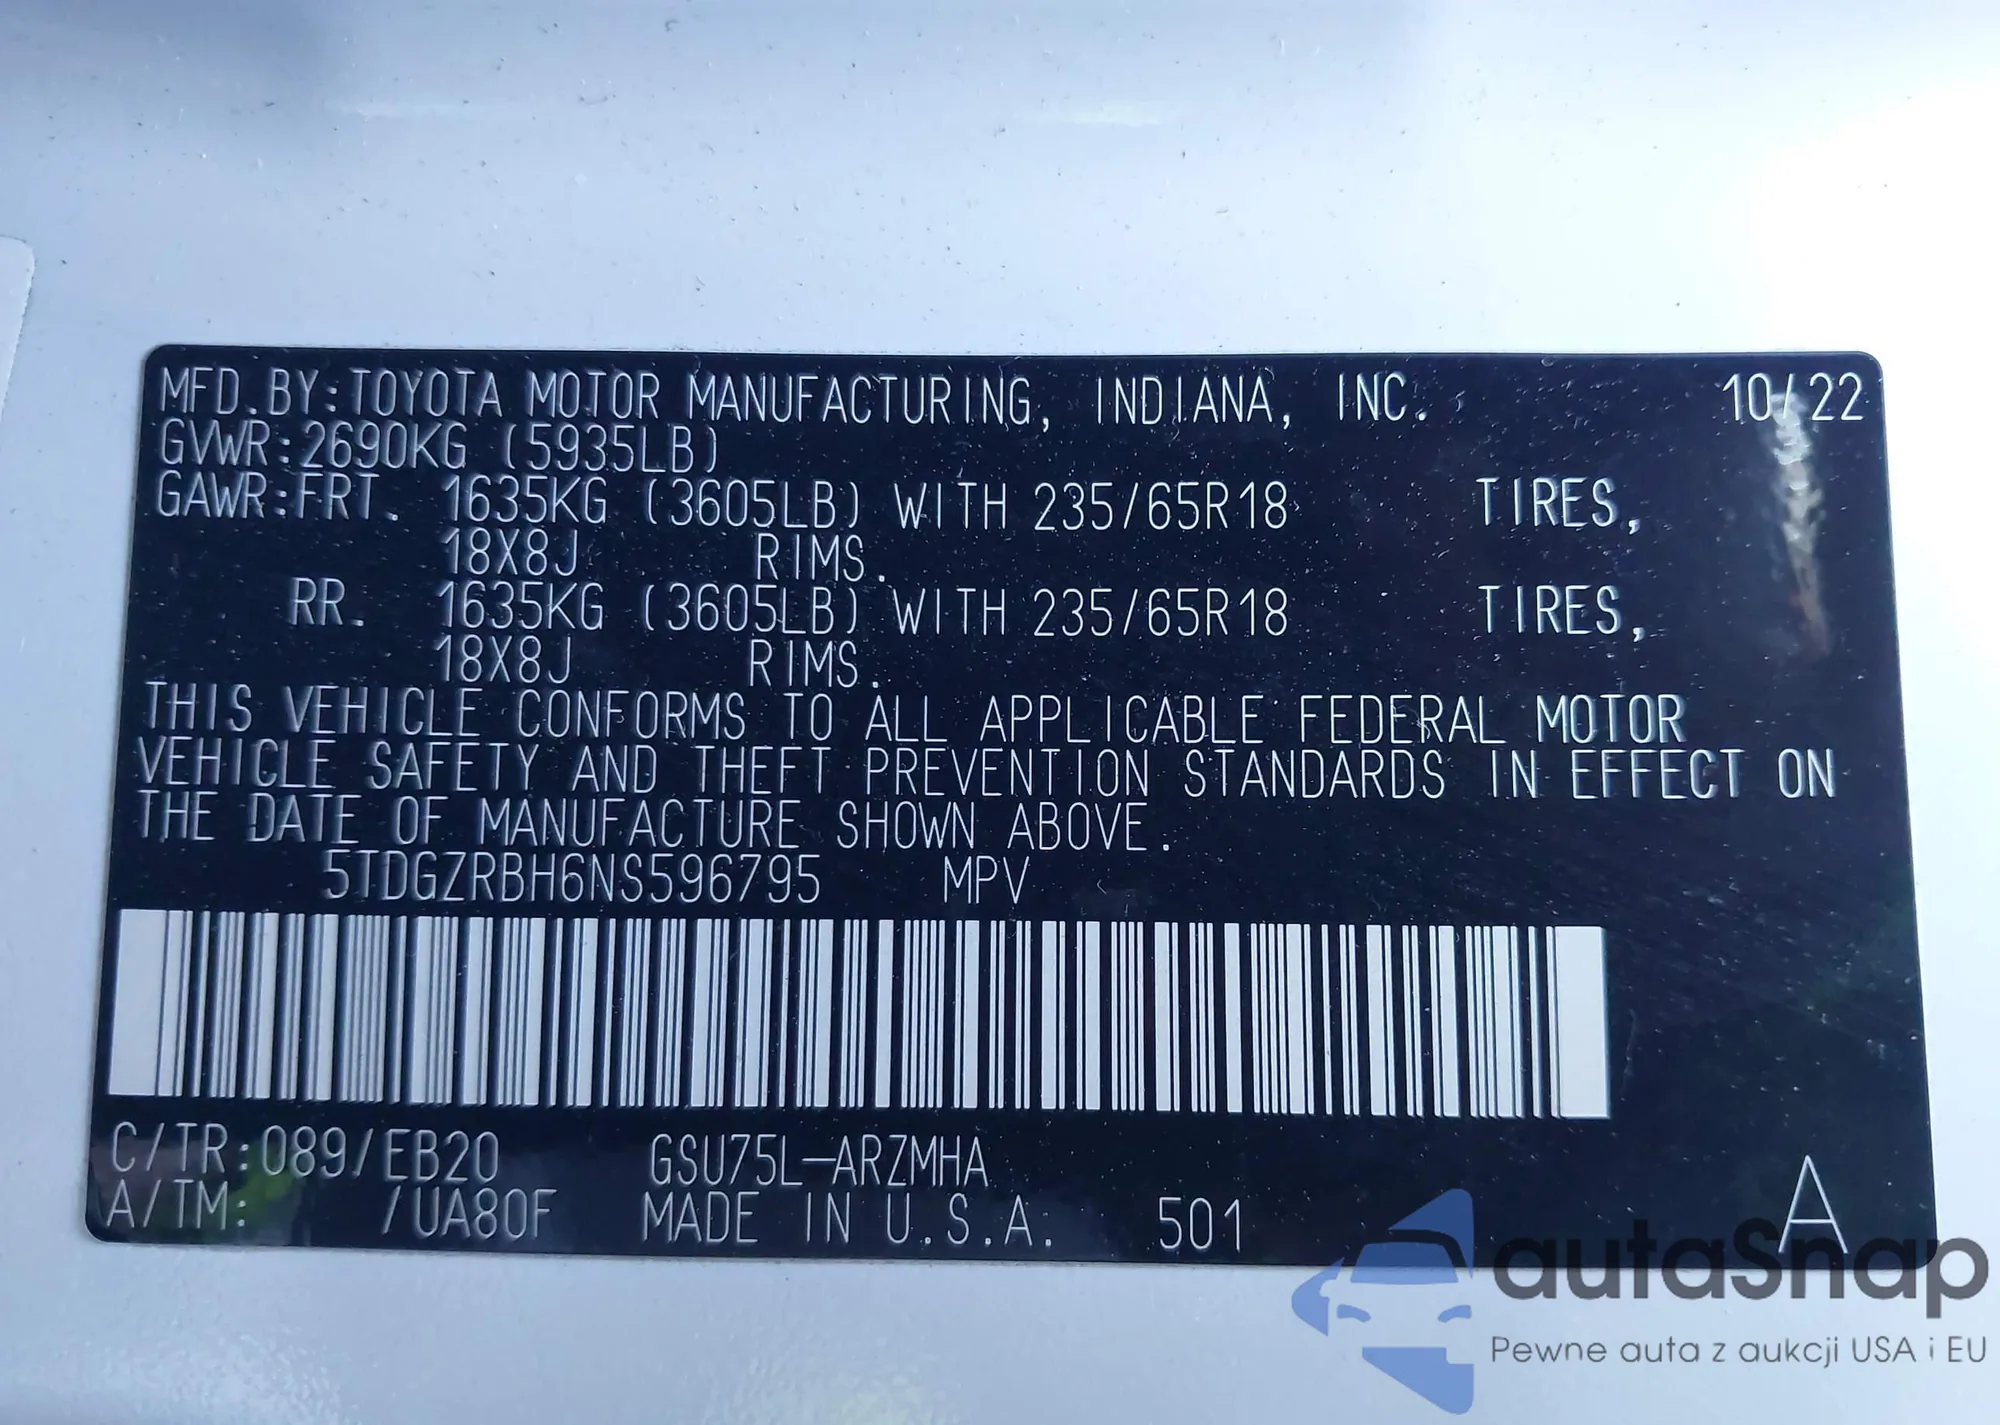 MFD. BY: TOYOTA MOTOR MANUFACTURING, INDIANA, INC. 10/22
GVWR: 2690KG (5935LB)
GAWR: FRT. 1635KG (3605LB) WITH 235/65R18 TIRES,
18X8J RIMS.
RR. 1635KG (3605LB) WITH 235/65R18 TIRES,
18X8J RIMS.
THIS VEHICLE CONFORMS TO ALL APPLICABLE FEDERAL MOTOR
VEHICLE SAFETY AND THEFT PREVENTION STANDARDS IN EFFECT ON
THE DATE OF MANUFACTURE SHOWN ABOVE.
5TDGZRBH6NS596795 MPV
C/TR: 089/EB20 GSU75L-ARZMHA
A/TM: /UA80F MADE IN U.S.A. 501 A
autaSnap
Pewne auta z aukcji USA i EU